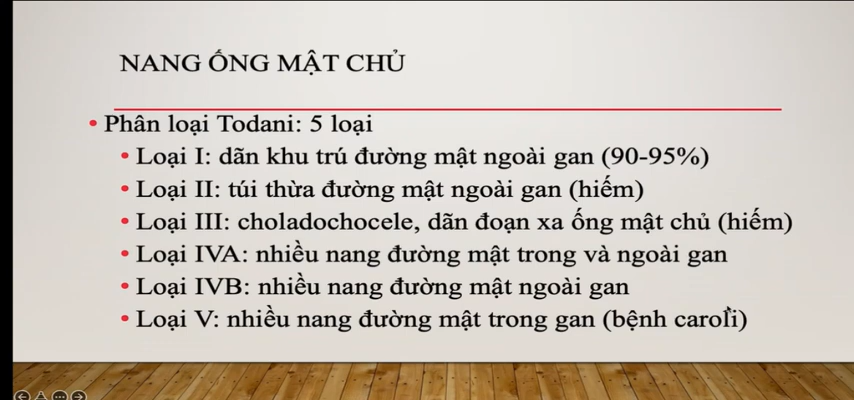 NANG ỐNG MẬT CHỦ
• Phân loại Todani: 5 loại
• Loại I: dãn khu trú đường mật ngoài gan (90-95%)
• Loại II: túi thừa đường mật ngoài gan (hiếm)
• Loại III: choladochocele, dãn đoạn xa ống mật chủ (hiếm)
• Loại IVA: nhiều nang đường mật trong và ngoài gan
• Loại IVB: nhiều nang đường mật ngoài gan
• Loại V: nhiều nang đường mật trong gan (bệnh caroli)